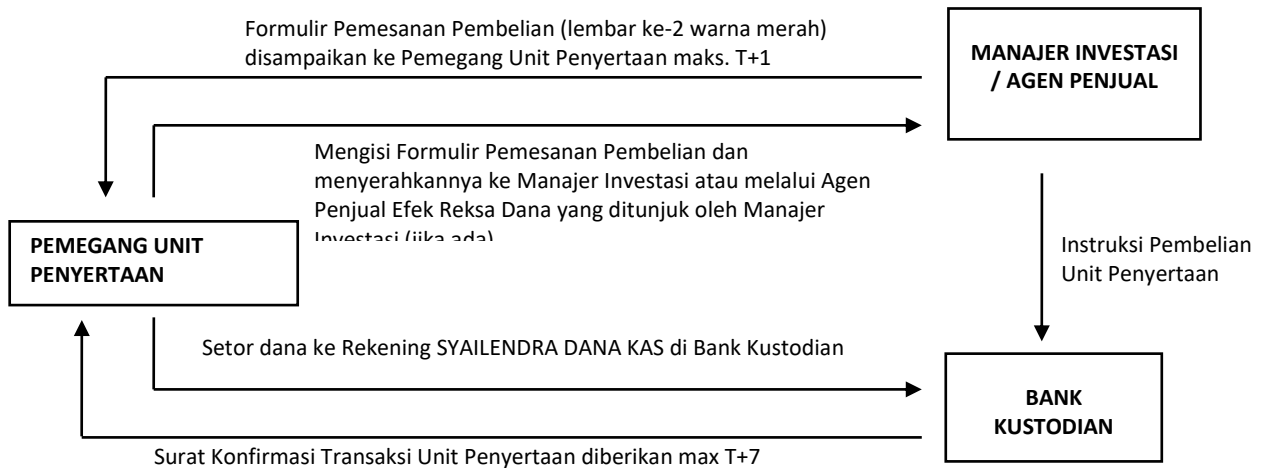 Formulir Pemesanan Pembelian (lembar ke-2 warna merah)
disampaikan ke Pemegang Unit Penyertaan maks. T+1
MANAJER INVESTASI
/ AGEN PENJUAL
Mengisi Formulir Pemesanan Pembelian dan
menyerahkannya ke Manajer Investasi atau melalui Agen
Penjual Efek Reksa Dana yang ditunjuk oleh Manajer
Investasi (jika ada)
PEMEGANG UNIT
PENYERTAAN
Instruksi Pembelian
Unit Penyertaan
Setor dana ke Rekening SYAILENDRA DANA KAS di Bank Kustodian
BANK
KUSTODIAN
Surat Konfirmasi Transaksi Unit Penyertaan diberikan max T+7